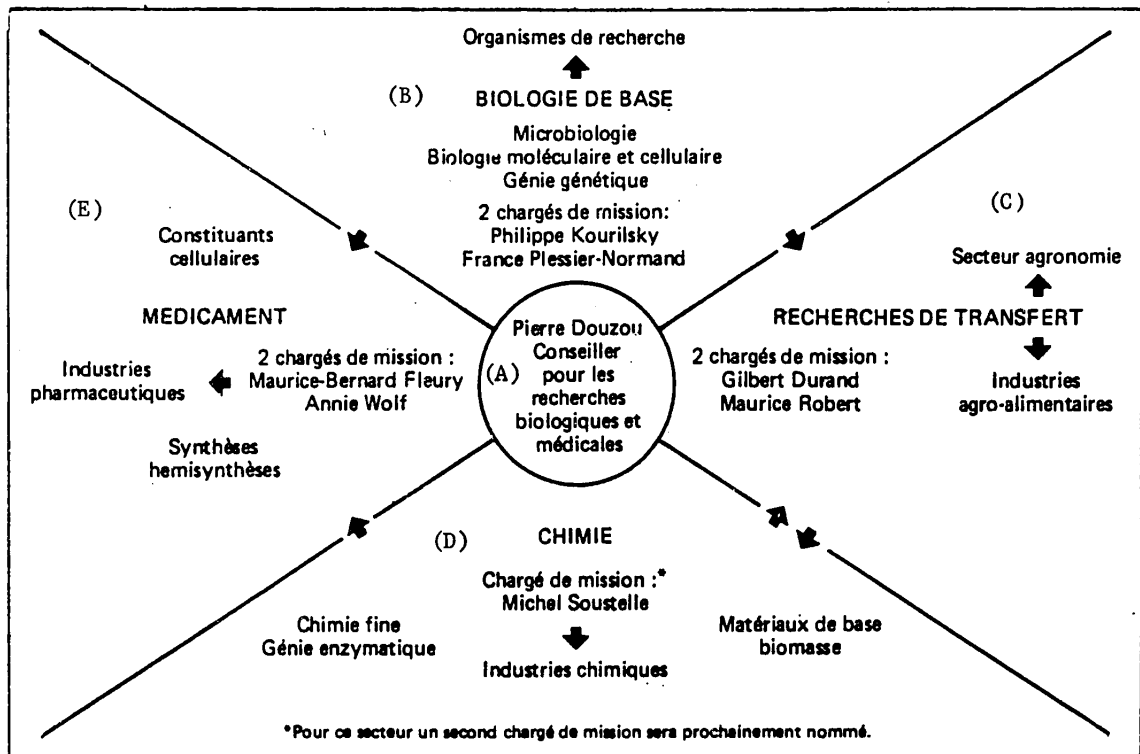 Organismes de recherche
(B) BIOLOGIE DE BASE
Microbiologie
Biologie moléculaire et cellulaire
Génie génétique
2 chargés de mission:
Philippe Kourilsky
France Plessier-Normand
(E)
Constituants
cellulaires
MEDICAMENT
2 chargés de mission :
Maurice-Bernard Fleury
Annie Wolf
Industries
pharmaceutiques
Synthèses
hemisynthèses
(A)
Pierre Douzou
Conseiller
pour les
recherches
biologiques et
médicales
(C)
Secteur agronomie
RECHERCHES DE TRANSFERT
2 chargés de mission :
Gilbert Durand
Maurice Robert
Industries
agro-alimentaires
(D) CHIMIE
Chargé de mission :*
Michel Soustelle
Chimie fine
Génie enzymatique
Industries chimiques
Matériaux de base
biomasse
*Pour ce secteur un second chargé de mission sera prochainement nommé.